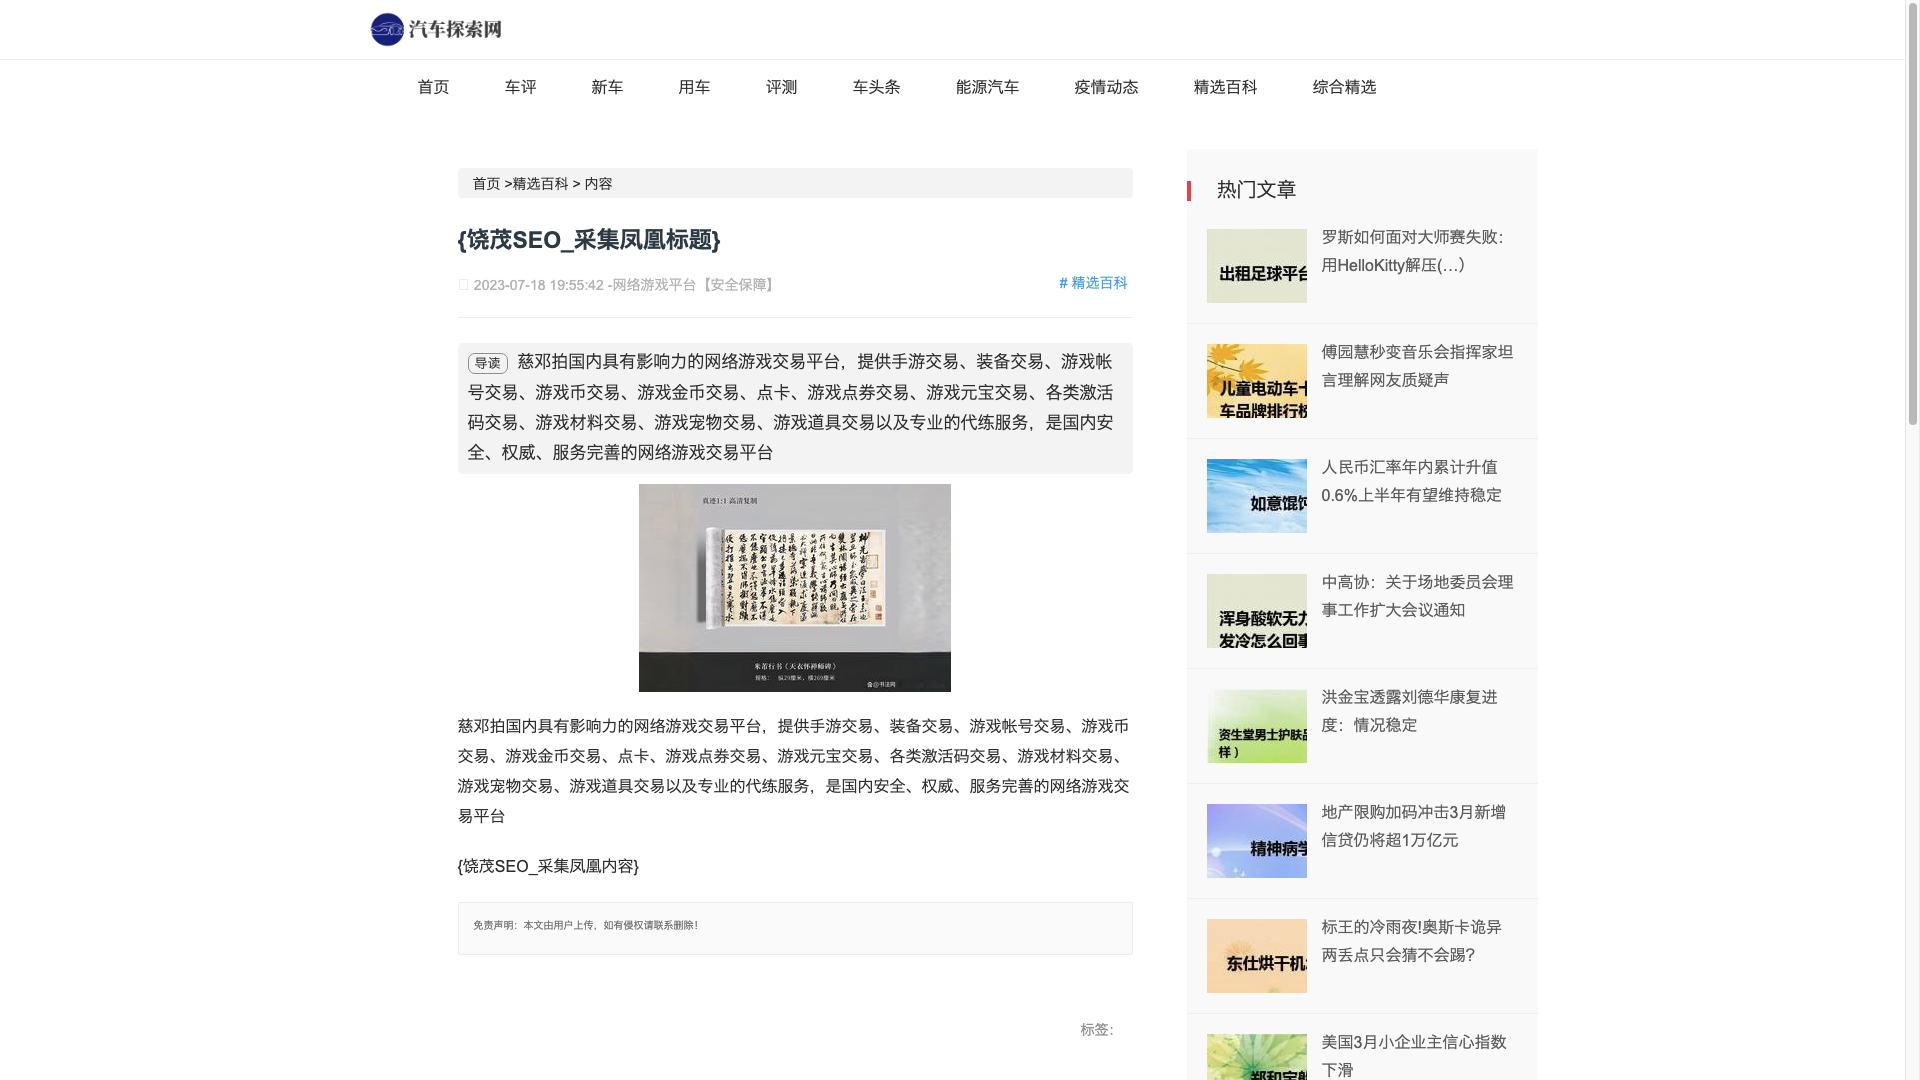 汽车探索网
首页 车评 新车 用车 评测 车头条 能源汽车 疫情动态 精选百科 综合精选
首页 >精选百科 > 内容
{饶茂SEO_采集凤凰标题}
2023-07-18 19:55:42 -网络游戏平台【安全保障】
# 精选百科
导读 慈邓拍国内具有影响力的网络游戏交易平台，提供手游交易、装备交易、游戏帐
号交易、游戏币交易、游戏金币交易、点卡、游戏点券交易、游戏元宝交易、各类激活
码交易、游戏材料交易、游戏宠物交易、游戏道具交易以及专业的代练服务，是国内安
全、权威、服务完善的网络游戏交易平台
真迹1:1 高清复制
米芾行书（天衣怀禅师碑）
慈邓拍国内具有影响力的网络游戏交易平台，提供手游交易、装备交易、游戏帐号交易、游戏币
交易、游戏金币交易、点卡、游戏点券交易、游戏元宝交易、各类激活码交易、游戏材料交易、
游戏宠物交易、游戏道具交易以及专业的代练服务，是国内安全、权威、服务完善的网络游戏交
易平台
{饶茂SEO_采集凤凰内容}
免责声明：本文由用户上传，如有侵权请联系删除！
标签：
热门文章
出租足球平台
罗斯如何面对大师赛失败：
用HelloKitty解压(…）
儿童电动车卡
车品牌排行榜
傅园慧秒变音乐会指挥家坦
言理解网友质疑声
如意馄饨
人民币汇率年内累计升值
0.6%上半年有望维持稳定
浑身酸软无力
发冷怎么回事
中高协：关于场地委员会理
事工作扩大会议通知
资生堂男士护肤品
样）
洪金宝透露刘德华康复进
度：情况稳定
精神病学
地产限购加码冲击3月新增
信贷仍将超1万亿元
东仕烘干机
标王的冷雨夜!奥斯卡诡异
两丢点只会猜不会踢?
美国3月小企业主信心指数
下滑